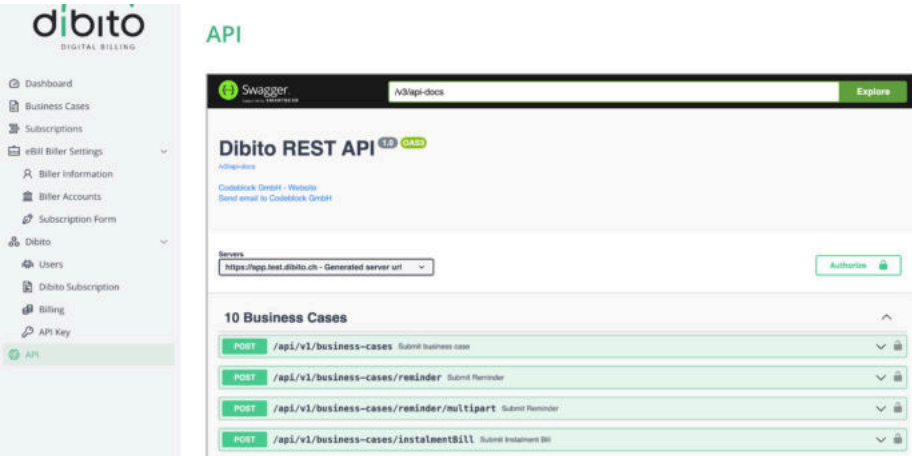 dibito
DIGITAL BILLING
Dashboard
Business Cases
Subscriptions
eBill Biller Settings
Biller Information
Biller Accounts
Subscription Form
Dibito
Users
Dibito Subscription
Billing
API Key
API
API
Swagger.
/v3/api-docs
Explore
Dibito REST API 1.0 OAS3
/v3/api-docs
Codeblock GmbH - Website
Send email to Codeblock GmbH
Servers
https://app.test.dibito.ch - Generated server url
Authorize
10 Business Cases
POST /api/v1/business-cases Submit business case
POST /api/v1/business-cases/reminder Submit Reminder
POST /api/v1/business-cases/reminder/multipart Submit Reminder
POST /api/v1/business-cases/instalmentBill Submit Instalment Bill